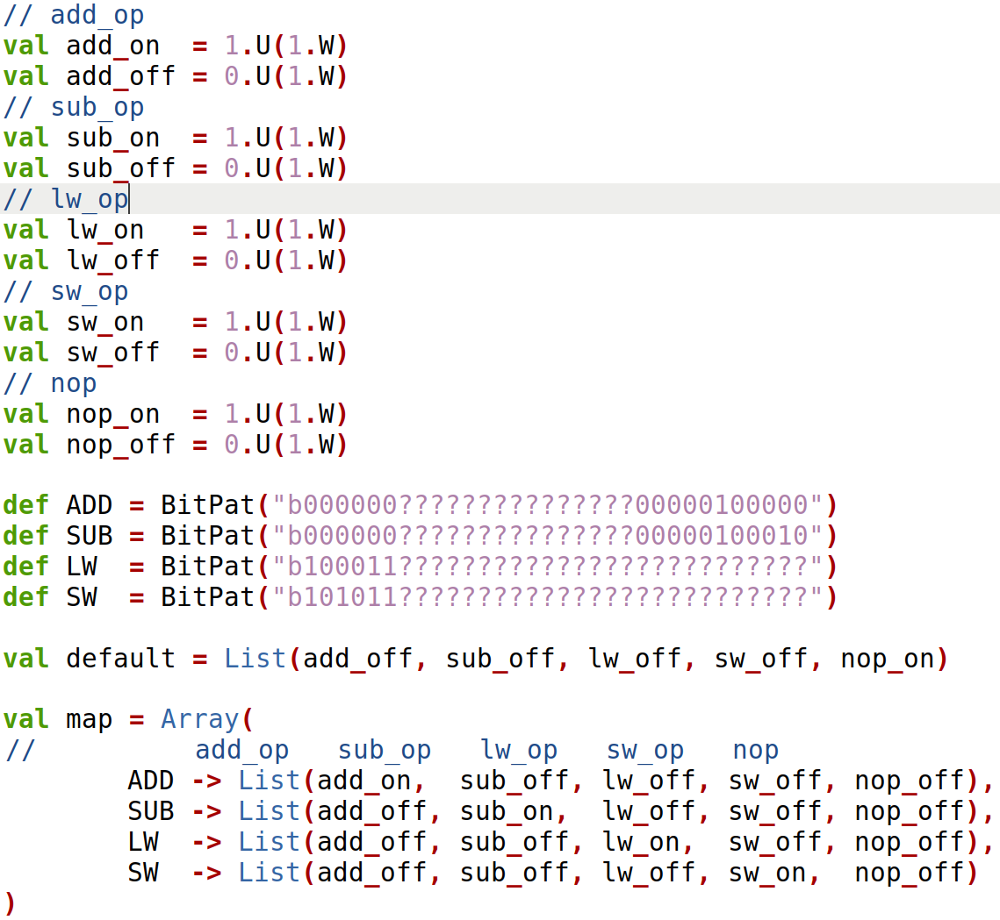 // add_op
val add_on  = 1.U(1.W)
val add_off = 0.U(1.W)
// sub_op
val sub_on  = 1.U(1.W)
val sub_off = 0.U(1.W)
// lw_op
val lw_on   = 1.U(1.W)
val lw_off  = 0.U(1.W)
// sw_op
val sw_on   = 1.U(1.W)
val sw_off  = 0.U(1.W)
// nop
val nop_on  = 1.U(1.W)
val nop_off = 0.U(1.W)

def ADD = BitPat("b000000???????????????00000100000")
def SUB = BitPat("b000000???????????????00000100010")
def LW  = BitPat("b100011??????????????????????????")
def SW  = BitPat("b101011??????????????????????????")

val default = List(add_off, sub_off, lw_off, sw_off, nop_on)

val map = Array(
//          add_op   sub_op   lw_op   sw_op   nop
        ADD -> List(add_on,  sub_off, lw_off, sw_off, nop_off),
        SUB -> List(add_off, sub_on,  lw_off, sw_off, nop_off),
        LW  -> List(add_off, sub_off, lw_on,  sw_off, nop_off),
        SW  -> List(add_off, sub_off, lw_off, sw_on,  nop_off)
)